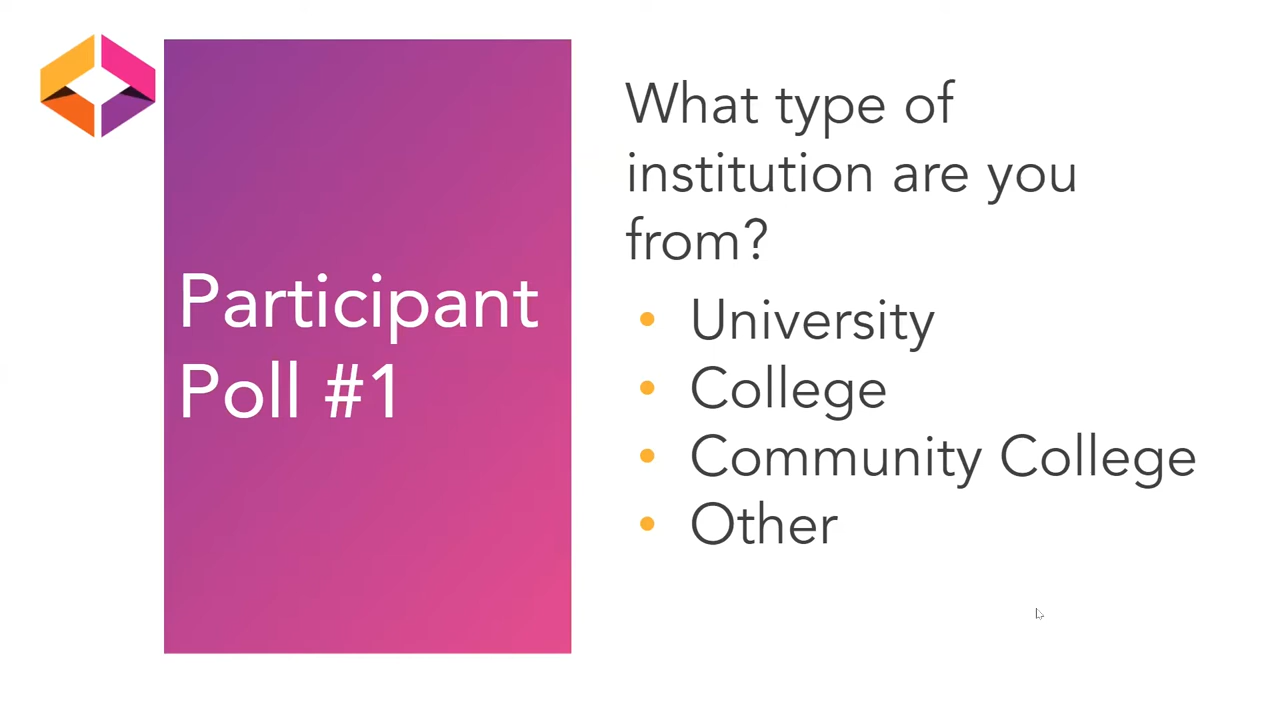 Participant
Poll #1
What type of
institution are you
from?
• University
• College
• Community College
• Other